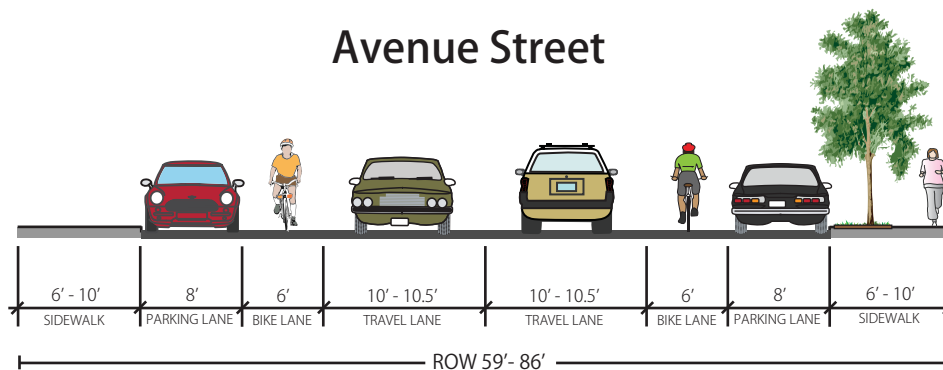 Avenue Street
6' - 10' 8' 6' 10' - 10.5' 10' - 10.5' 6' 8' 6' - 10'
SIDEWALK PARKING LANE BIKE LANE TRAVEL LANE TRAVEL LANE BIKE LANE PARKING LANE SIDEWALK
ROW 59'- 86'